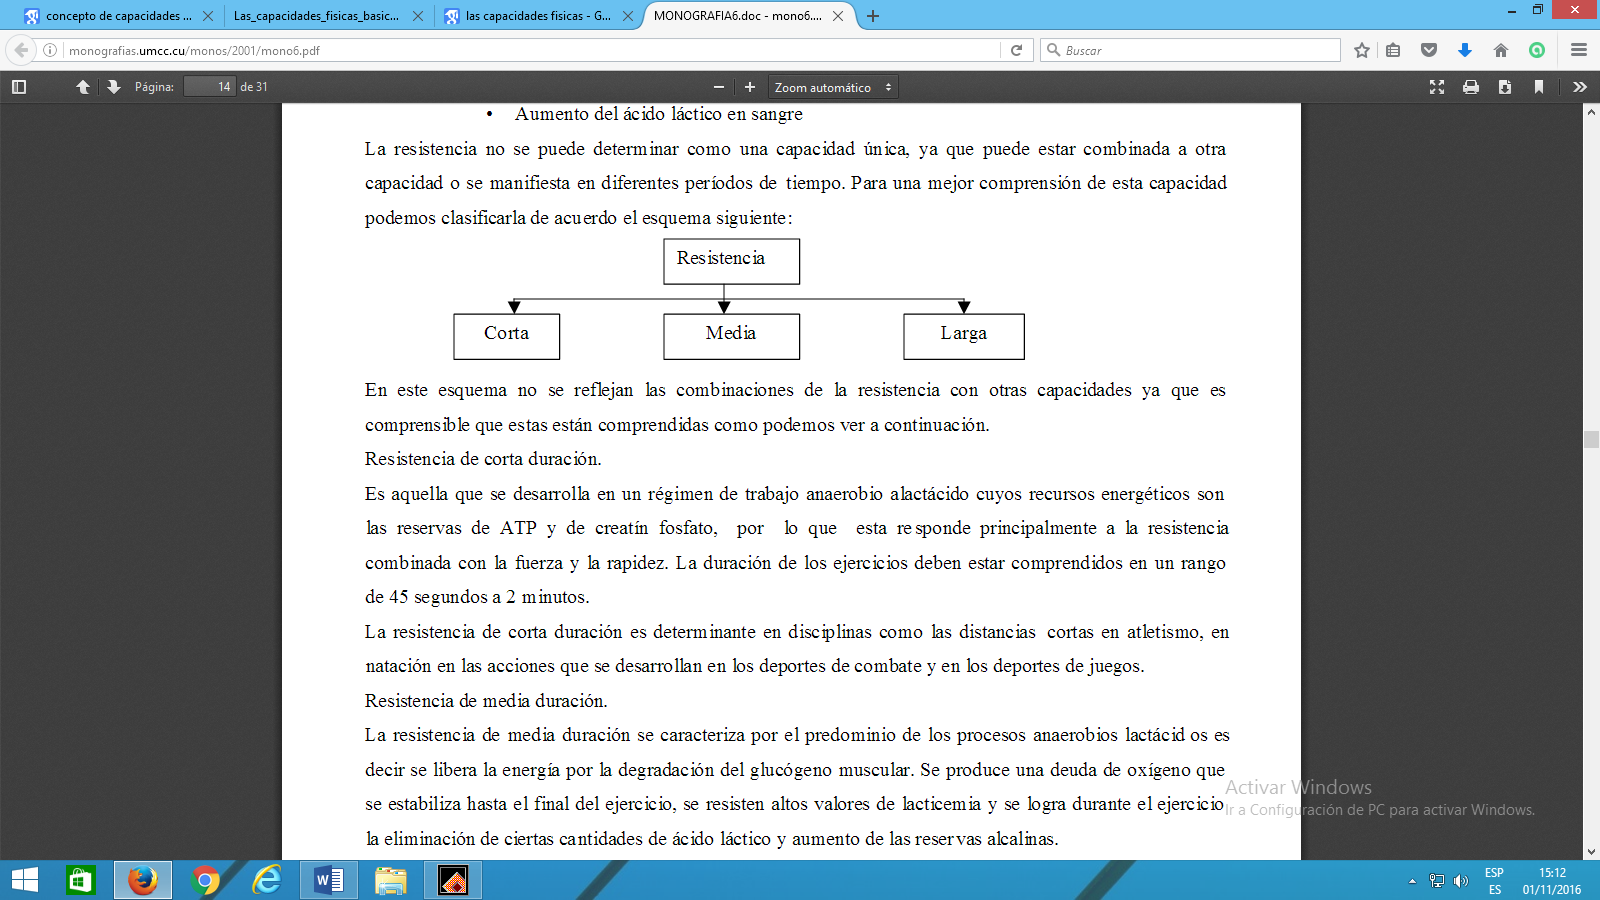 concepto de capacidades ...
Las_capacidades_fisicas_basic...
las capacidades fisicas - G...
MONOGRAFIA6.doc - mono6....
monografias.umcc.cu/monos/2001/mono6.pdf
Buscar
Página: 14 de 31
Zoom automático
• Aumento del ácido láctico en sangre
La resistencia no se puede determinar como una capacidad única, ya que puede estar combinada a otra
capacidad o se manifiesta en diferentes períodos de tiempo. Para una mejor comprensión de esta capacidad
podemos clasificarla de acuerdo el esquema siguiente:
Resistencia
Corta
Media
Larga
En este esquema no se reflejan las combinaciones de la resistencia con otras capacidades ya que es
comprensible que estas están comprendidas como podemos ver a continuación.
Resistencia de corta duración.
Es aquella que se desarrolla en un régimen de trabajo anaerobio alactácido cuyos recursos energéticos son
las reservas de ATP y de creatín fosfato, por lo que esta responde principalmente a la resistencia
combinada con la fuerza y la rapidez. La duración de los ejercicios deben estar comprendidos en un rango
de 45 segundos a 2 minutos.
La resistencia de corta duración es determinante en disciplinas como las distancias cortas en atletismo, en
natación en las acciones que se desarrollan en los deportes de combate y en los deportes de juegos.
Resistencia de media duración.
La resistencia de media duración se caracteriza por el predominio de los procesos anaerobios lactácid os es
decir se libera la energía por la degradación del glucógeno muscular. Se produce una deuda de oxígeno que
se estabiliza hasta el final del ejercicio, se resisten altos valores de lacticemia y se logra durante el ejercicio
la eliminación de ciertas cantidades de ácido láctico y aumento de las reservas alcalinas.
Activar Windows
Ir a Configuración de PC para activar Windows.
ESP
ES
15:12
01/11/2016